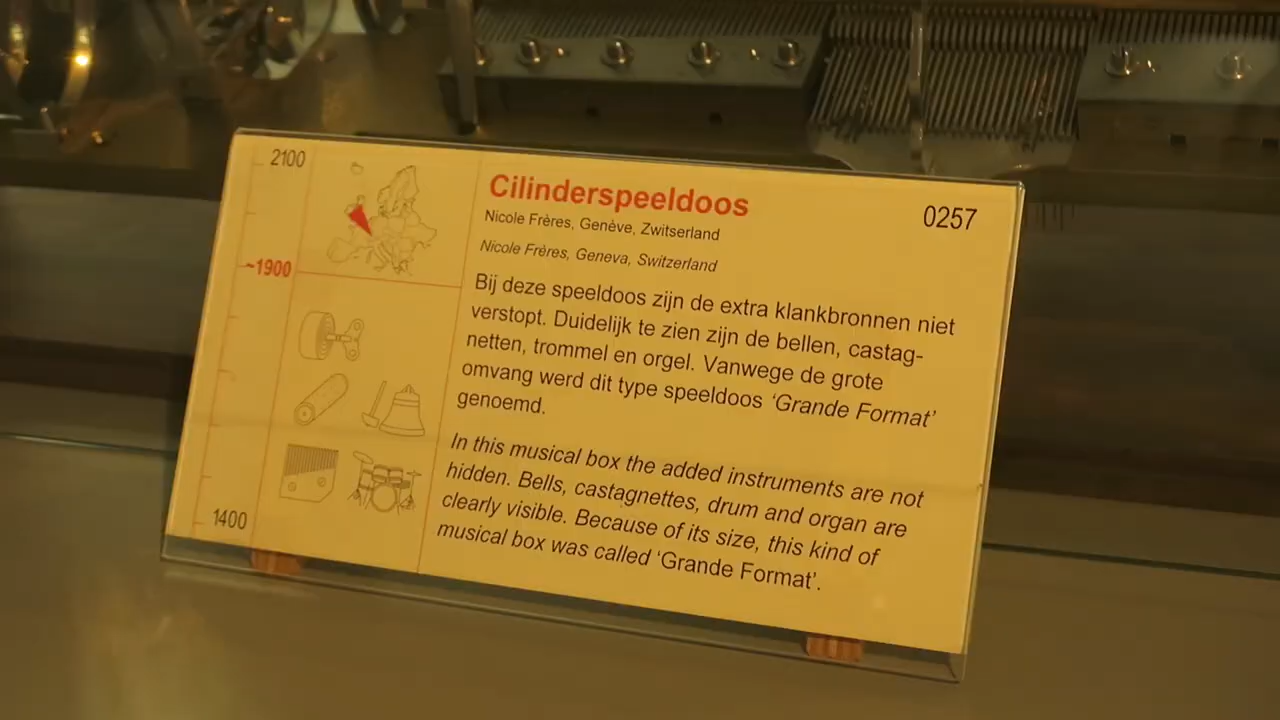 2100
~1900
1400
Cilinderspeeldoos
0257
Nicole Frères, Genève, Zwitserland
Nicole Frères, Geneva, Switzerland
Bij deze speeldoos zijn de extra klankbronnen niet
verstopt. Duidelijk te zien zijn de bellen, castag-
netten, trommel en orgel. Vanwege de grote
omvang werd dit type speeldoos ‘Grande Format’
genoemd.
In this musical box the added instruments are not
hidden. Bells, castagnettes, drum and organ are
clearly visible. Because of its size, this kind of
musical box was called ‘Grande Format’.